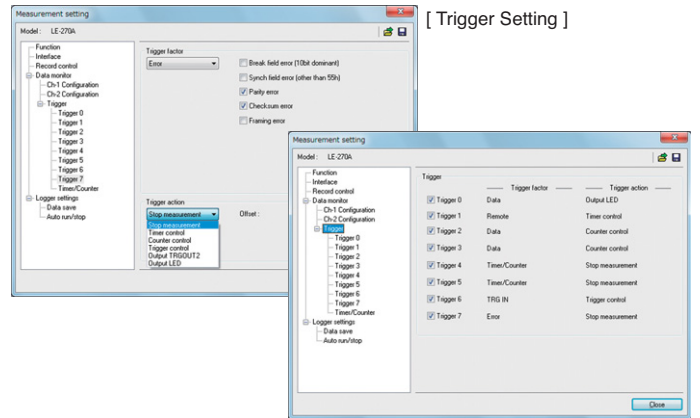 [ Trigger Setting ]
Measurement setting
Model : LE-270A
Function
Interface
Record control
Data monitor
Ch-1 Configuration
Ch-2 Configuration
Trigger
Trigger 0
Trigger 1
Trigger 2
Trigger 3
Trigger 4
Trigger 5
Trigger 6
Trigger 7
Timer/Counter
Logger settings
Data save
Auto run/stop
Trigger factor
Error
Break field error (10bit dominant)
Synch field error (other than 55h)
Parity error
Checksum error
Framing error
Trigger action
Stop measurement
Offset :
Stop measurement
Timer control
Counter control
Trigger control
Output TRGOUT2
Output LED
Measurement setting
Model : LE-270A
Function
Interface
Record control
Data monitor
Ch-1 Configuration
Ch-2 Configuration
Trigger
Trigger 0
Trigger 1
Trigger 2
Trigger 3
Trigger 4
Trigger 5
Trigger 6
Trigger 7
Timer/Counter
Logger settings
Data save
Auto run/stop
Trigger
Trigger factor Trigger action
Trigger 0 Data Output LED
Trigger 1 Remote Timer control
Trigger 2 Data Counter control
Trigger 3 Data Counter control
Trigger 4 Timer/Counter Stop measurement
Trigger 5 Timer/Counter Stop measurement
Trigger 6 TRG IN Trigger control
Trigger 7 Error Stop measurement
Close